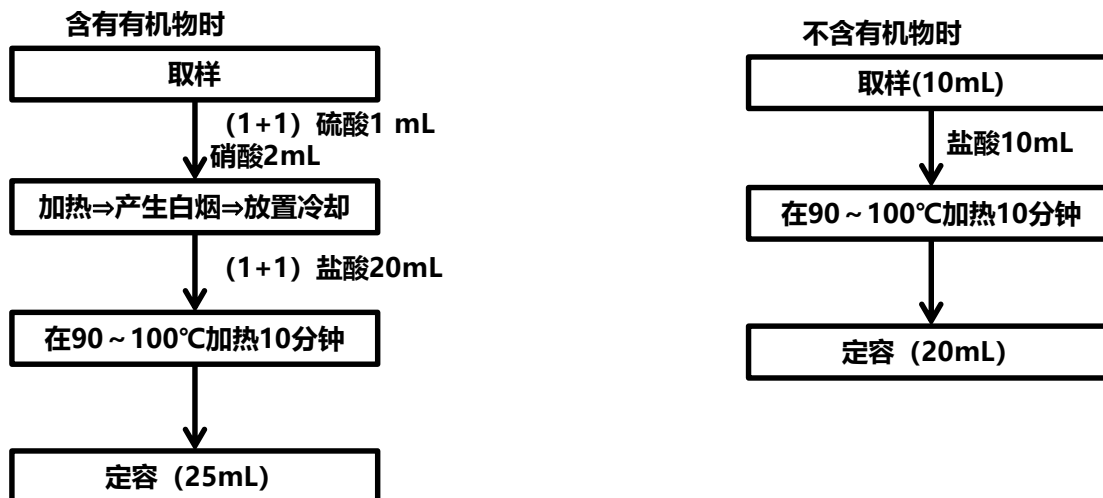 含有有机物时
取样
（1+1）硫酸1 mL
硝酸2mL
加热⇒产生白烟⇒放置冷却
（1+1）盐酸20mL
在90～100℃加热10分钟
定容（25mL）
不含有机物时
取样(10mL)
盐酸10mL
在90～100℃加热10分钟
定容（20mL）